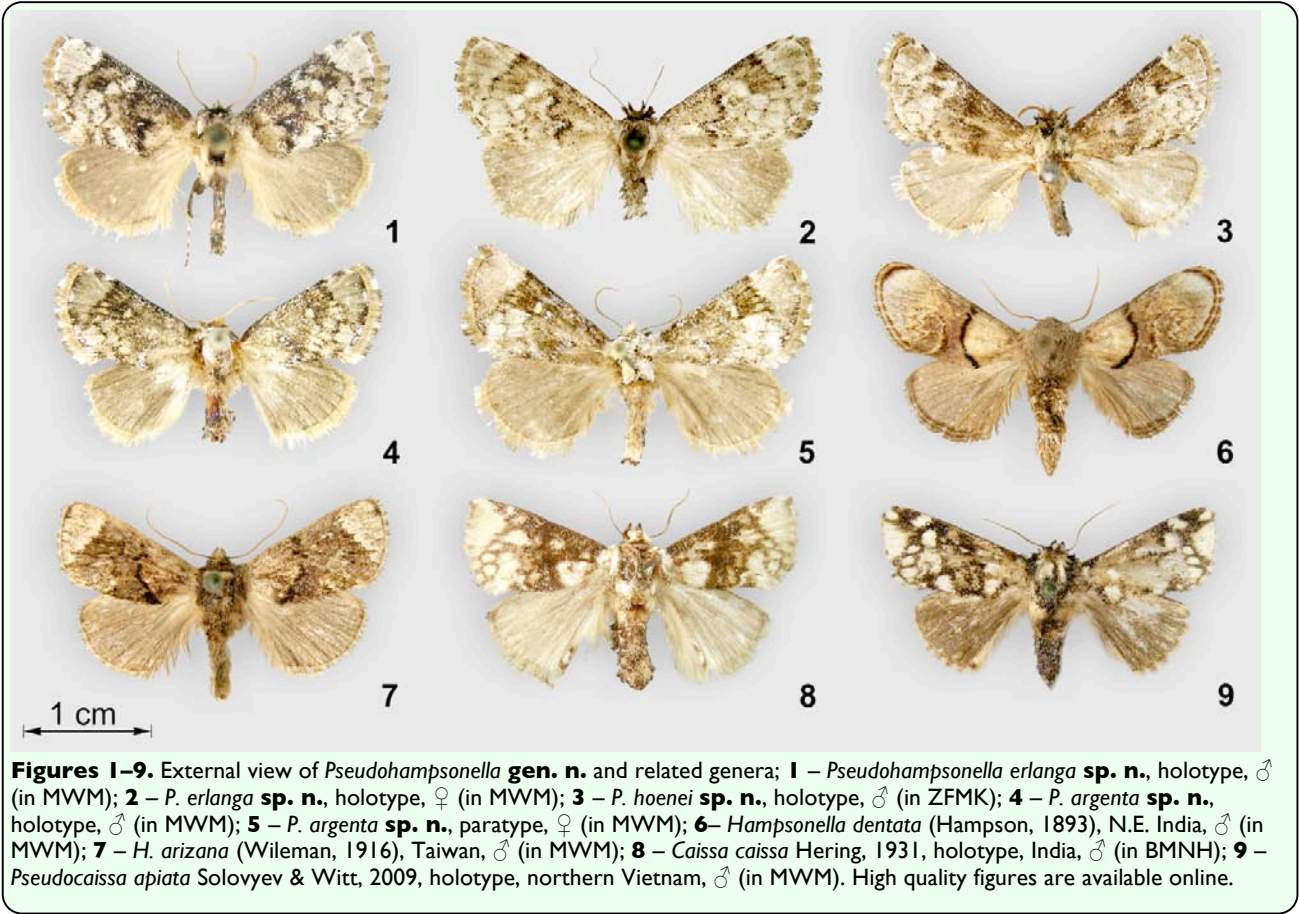 1
2
3
4
5
6
7
8
9
1 cm
Figures 1–9. External view of Pseudohampsonella gen. n. and related genera; 1 – Pseudohampsonella erlanga sp. n., holotype, ♂
(in MWM); 2 – P. erlanga sp. n., holotype, ♀ (in MWM); 3 – P. hoenei sp. n., holotype, ♂ (in ZFMK); 4 – P. argenta sp. n.,
holotype, ♂ (in MWM); 5 – P. argenta sp. n., paratype, ♀ (in MWM); 6– Hampsonella dentata (Hampson, 1893), N.E. India, ♂ (in
MWM); 7 – H. arizana (Wileman, 1916), Taiwan, ♂ (in MWM); 8 – Caissa caissa Hering, 1931, holotype, India, ♂ (in BMNH); 9 –
Pseudocaissa apiata Solovyev & Witt, 2009, holotype, northern Vietnam, ♂ (in MWM). High quality figures are available online.